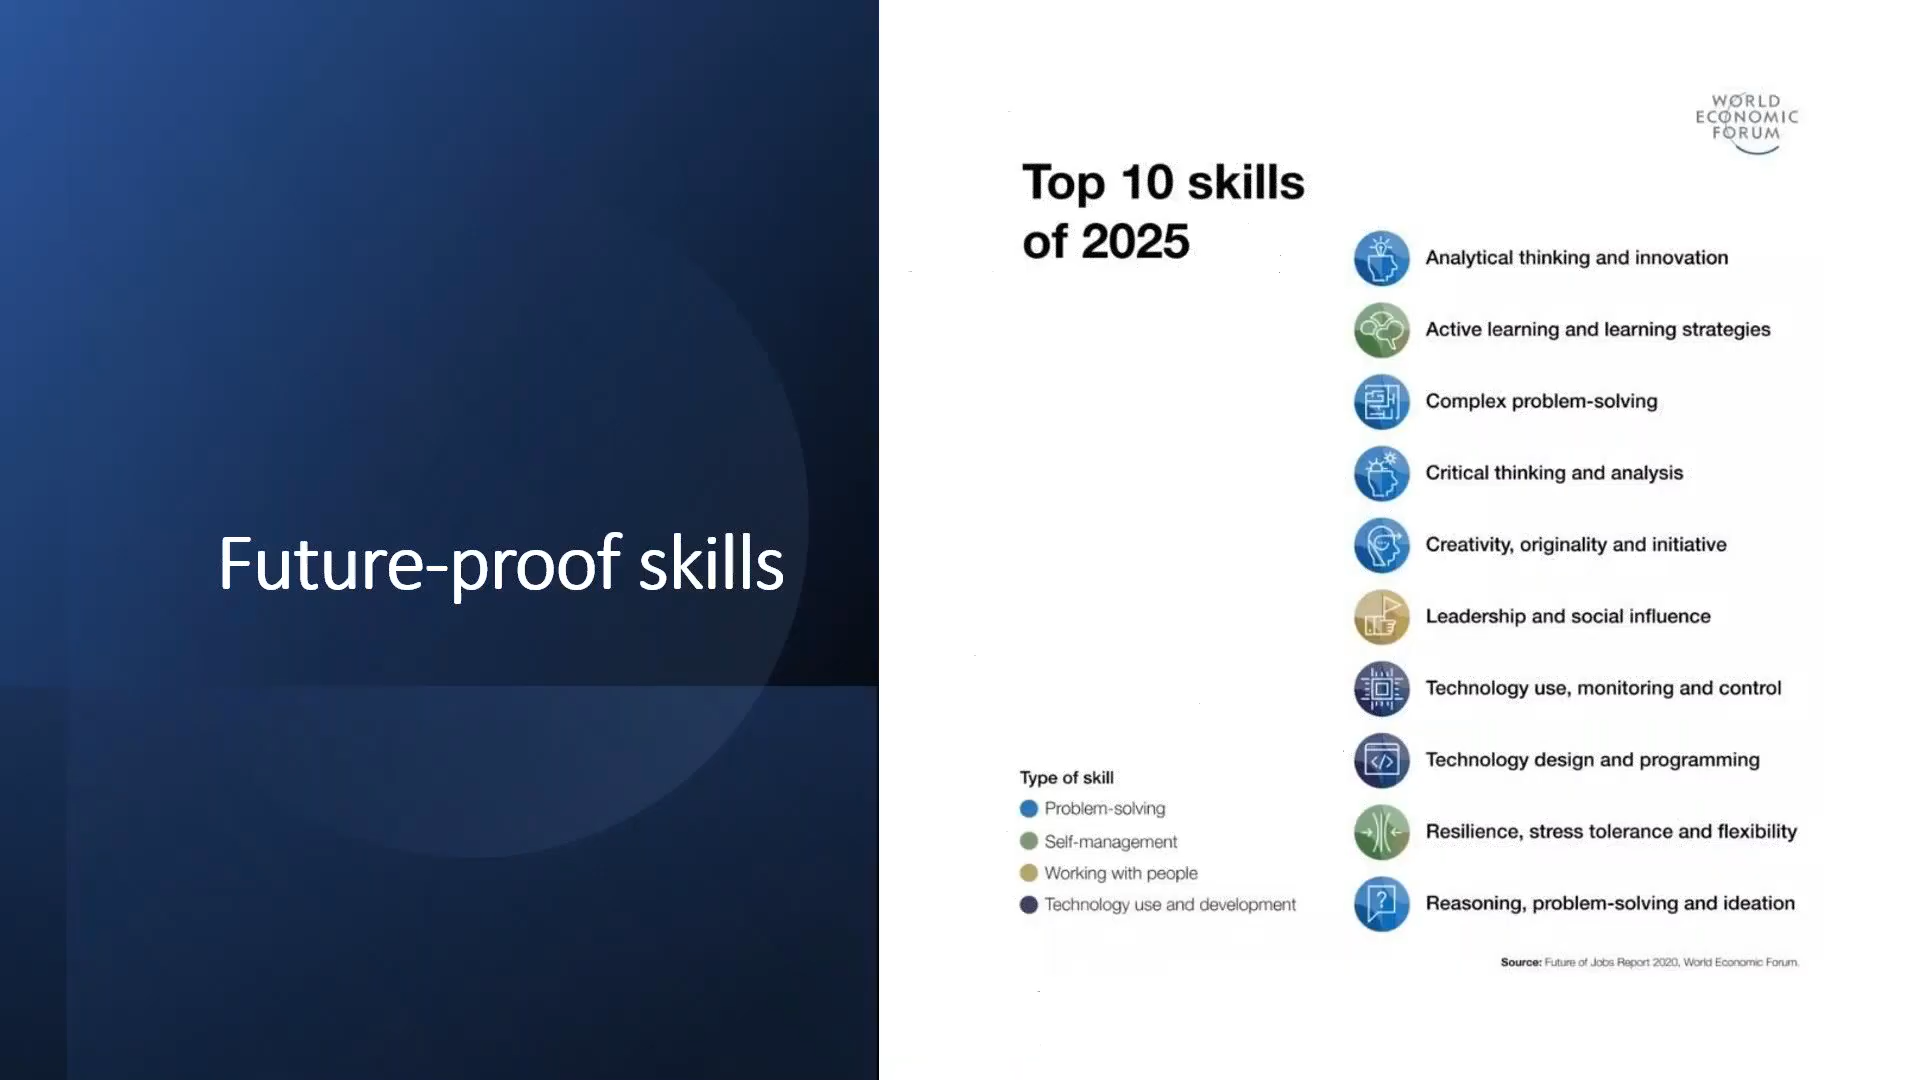 Future-proof skills
WORLD
ECONOMIC
FORUM
Top 10 skills
of 2025
Analytical thinking and innovation
Active learning and learning strategies
Complex problem-solving
Critical thinking and analysis
Creativity, originality and initiative
Leadership and social influence
Technology use, monitoring and control
Technology design and programming
Resilience, stress tolerance and flexibility
Reasoning, problem-solving and ideation
Type of skill
Problem-solving
Self-management
Working with people
Technology use and development
Source: Future of Jobs Report 2020, World Economic Forum.